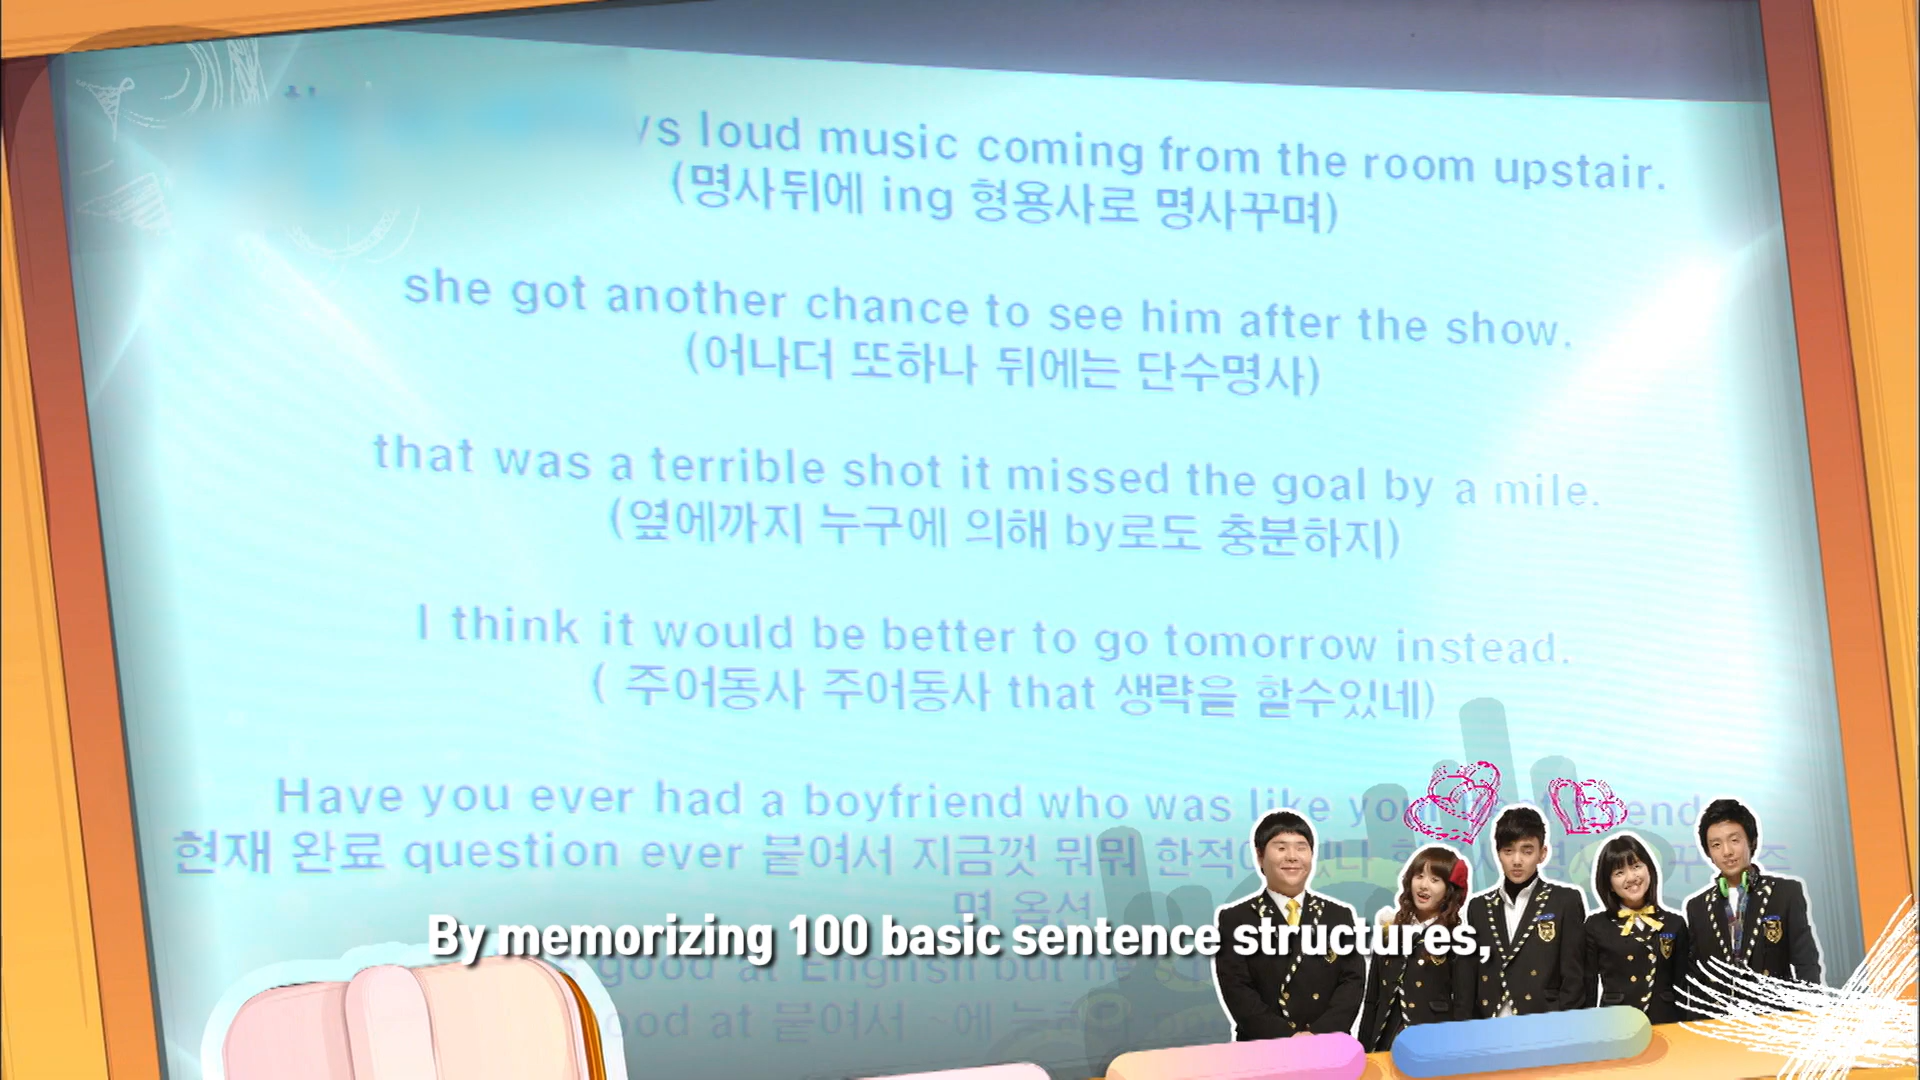 loud music coming from the room upstair.
(명사뒤에 ing 형용사로 명사꾸며)
she got another chance to see him after the show.
(어나더 또하나 뒤에는 단수명사)
that was a terrible shot it missed the goal by a mile.
(옆에까지 누구에 의해 by로도 충분하지)
I think it would be better to go tomorrow instead.
( 주어동사 주어동사 that 생략을 할수있네)
Have you ever had a boyfriend who was like
현재 완료 question ever 붙여서 지금껏 뭐뭐
면 옵션
By memorizing 100 basic sentence structures,
good at English but he
good at 붙여서 ~에